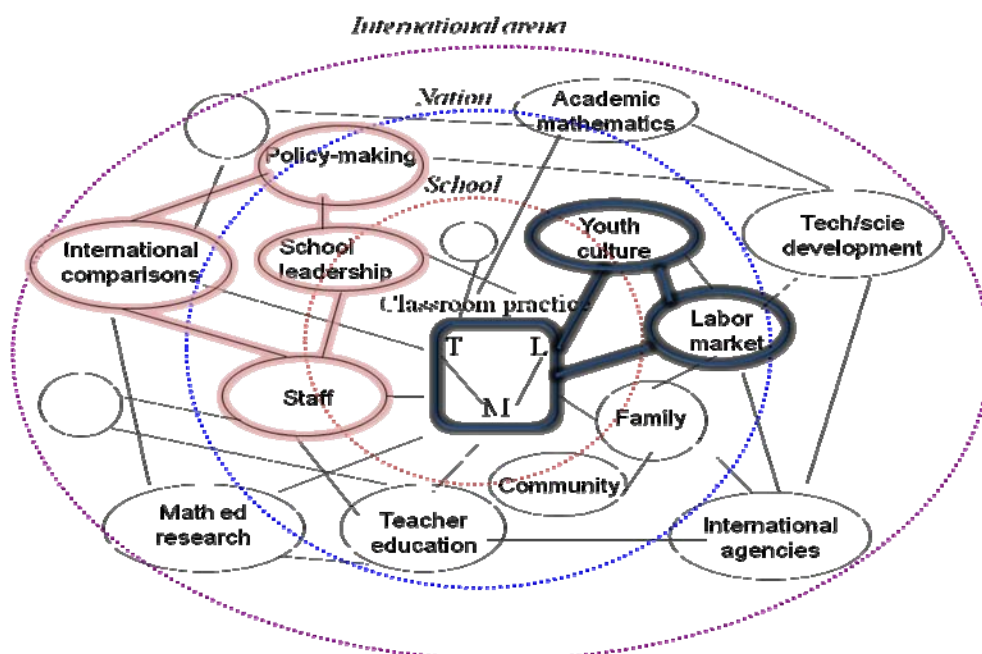 International arena
Nation
Academic
mathematics
Policy-making
School
Youth
culture
Tech/scie
development
International
comparisons
School
leadership
Classroom practice
Labor
market
T L
M
Staff
Family
Community
Math ed
research
Teacher
education
International
agencies